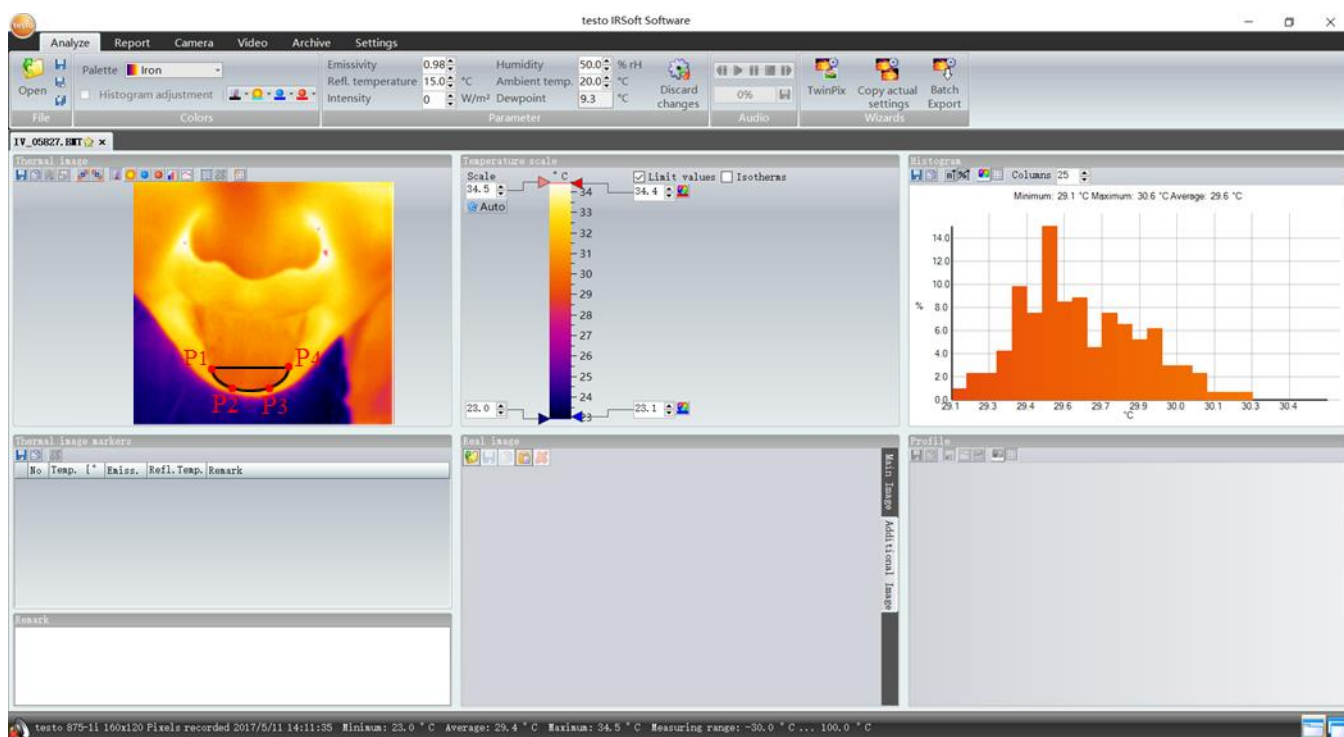 testo IRSoft Software
testo
Analyze Report Camera Video Archive Settings
Open
File
Palette Iron
Histogram adjustment
Colors
Emissivity 0.98
Refl. temperature 15.0 °C
Intensity 0 W/m²
Humidity 50.0 % rH
Ambient temp. 20.0 °C
Dewpoint 9.3 °C
Discard changes
Parameter
0%
Audio
TwinPix
Copy actual settings
Batch Export
Wizards
IV_05827.BMT
Thermal image
P1 P4
P2 P3
Temperature scale
Scale
34.5
Auto
°C
Limit values Isotherms
34.4
34
33
32
31
30
29
28
27
26
25
24
23
23.0
23.1
Histogram
n|% Columns 25
Minimum: 29.1 °C Maximum: 30.6 °C Average: 29.6 °C
14.0
12.0
10.0
8.0
6.0
4.0
2.0
0.0
%
29.1 29.3 29.4 29.6 29.7 29.9 30.0 30.1 30.3 30.4
°C
Thermal image markers
No Temp. [° Emiss. Refl.Temp. Remark
Real image
Main Image
Additional Image
Profile
Remark
testo 875-1i 160x120 Pixels recorded 2017/5/11 14:11:35 Minimum: 23.0 °C Average: 29.4 °C Maximum: 34.5 °C Measuring range: -30.0 °C ... 100.0 °C